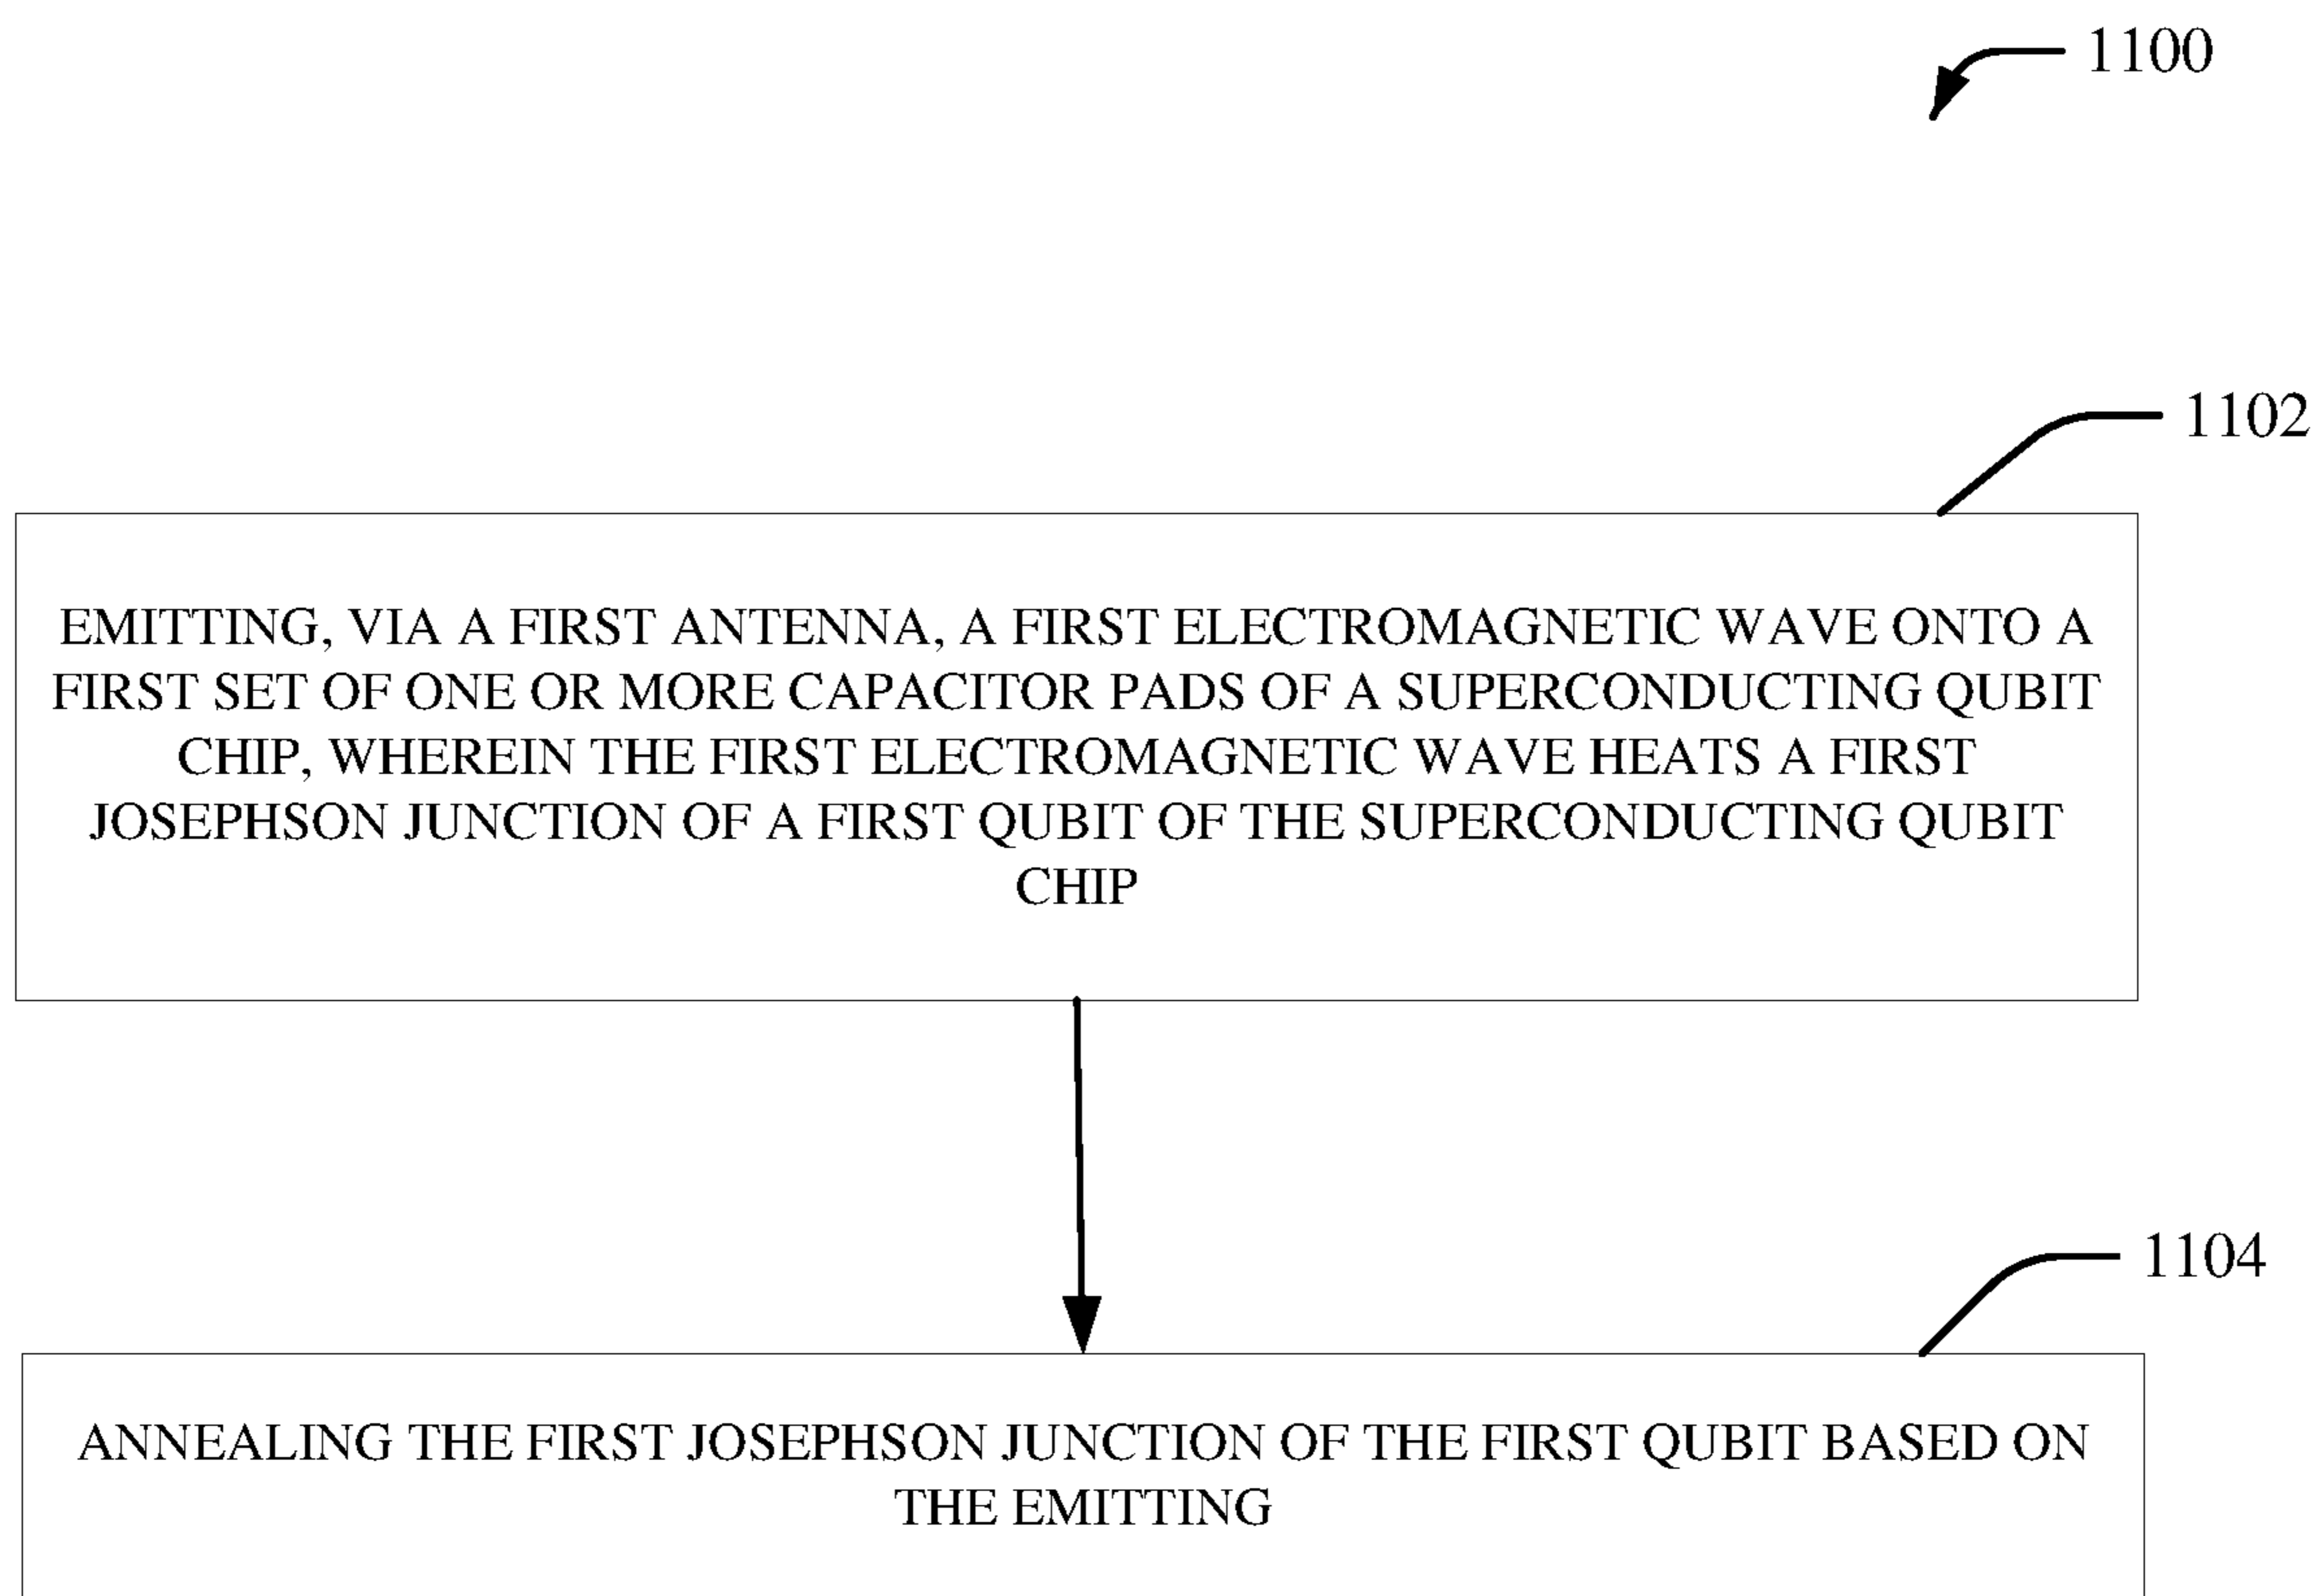 1100
1102
EMITTING, VIA A FIRST ANTENNA, A FIRST ELECTROMAGNETIC WAVE ONTO A
FIRST SET OF ONE OR MORE CAPACITOR PADS OF A SUPERCONDUCTING QUBIT
CHIP, WHEREIN THE FIRST ELECTROMAGNETIC WAVE HEATS A FIRST
JOSEPHSON JUNCTION OF A FIRST QUBIT OF THE SUPERCONDUCTING QUBIT
CHIP
1104
ANNEALING THE FIRST JOSEPHSON JUNCTION OF THE FIRST QUBIT BASED ON
THE EMITTING